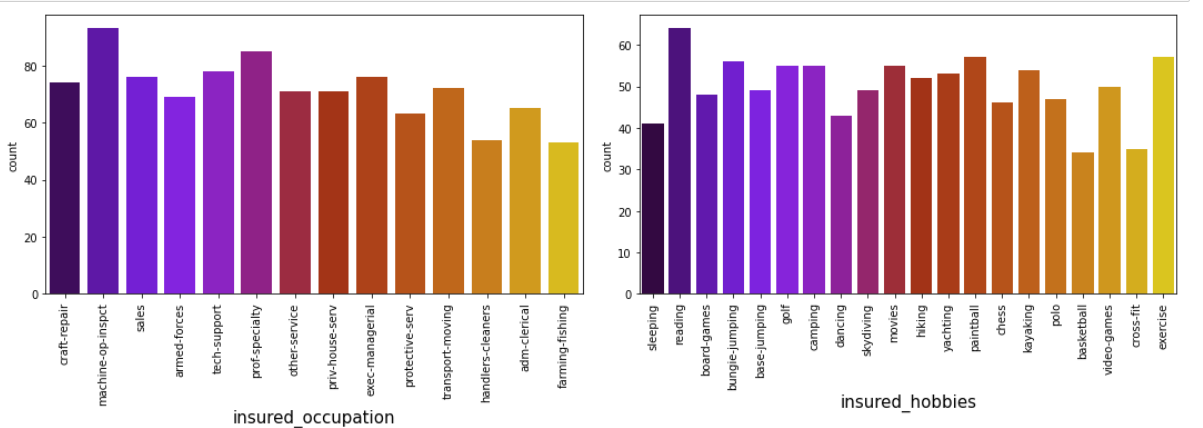 80
60
40
20
0
count
craft-repair
machine-op-inspct
sales
armed-forces
tech-support
prof-specialty
other-service
priv-house-serv
exec-managerial
protective-serv
transport-moving
handlers-cleaners
adm-clerical
farming-fishing
insured_occupation
60
50
40
30
20
10
0
count
sleeping
reading
board-games
bungie-jumping
base-jumping
golf
camping
dancing
skydiving
movies
hiking
yachting
paintball
chess
kayaking
polo
basketball
video-games
cross-fit
exercise
insured_hobbies